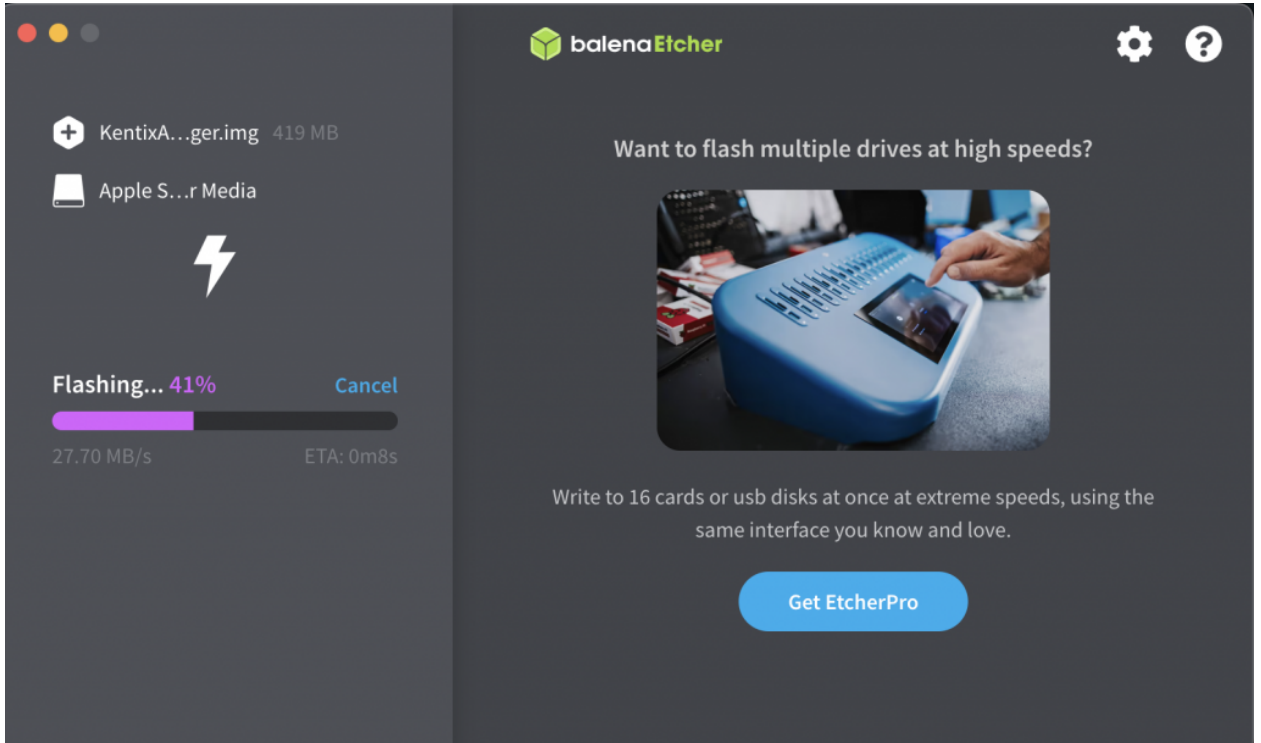 balenaEtcher
KentixA...ger.img 419 MB
Apple S...r Media
Flashing... 41% Cancel
27.70 MB/s ETA: 0m8s
Want to flash multiple drives at high speeds?
Write to 16 cards or usb disks at once at extreme speeds, using the
same interface you know and love.
Get EtcherPro